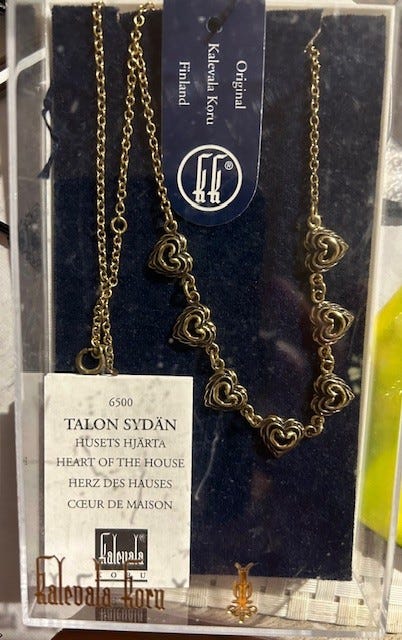 Original
Kalevala Koru
Finland
kk®
6500
TALON SYDÄN
HUSETS HJÄRTA
HEART OF THE HOUSE
HERZ DES HAUSES
CŒUR DE MAISON
Kalevala
KORU
Kalevala Koru